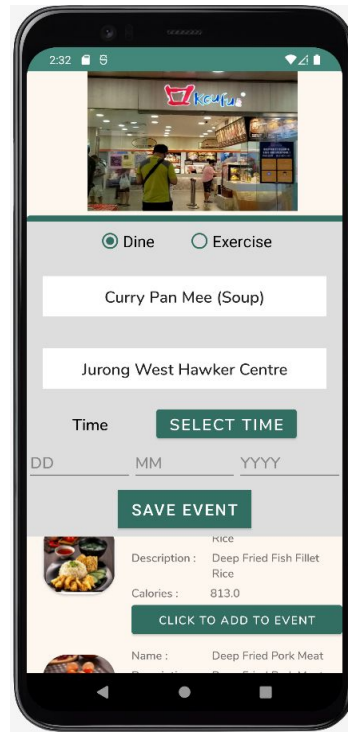 2:32
Koufu
Dine Exercise
Curry Pan Mee (Soup)
Jurong West Hawker Centre
Time SELECT TIME
DD MM YYYY
SAVE EVENT
Rice
Description : Deep Fried Fish Fillet
Rice
Calories : 813.0
CLICK TO ADD TO EVENT
Name : Deep Fried Pork Meat